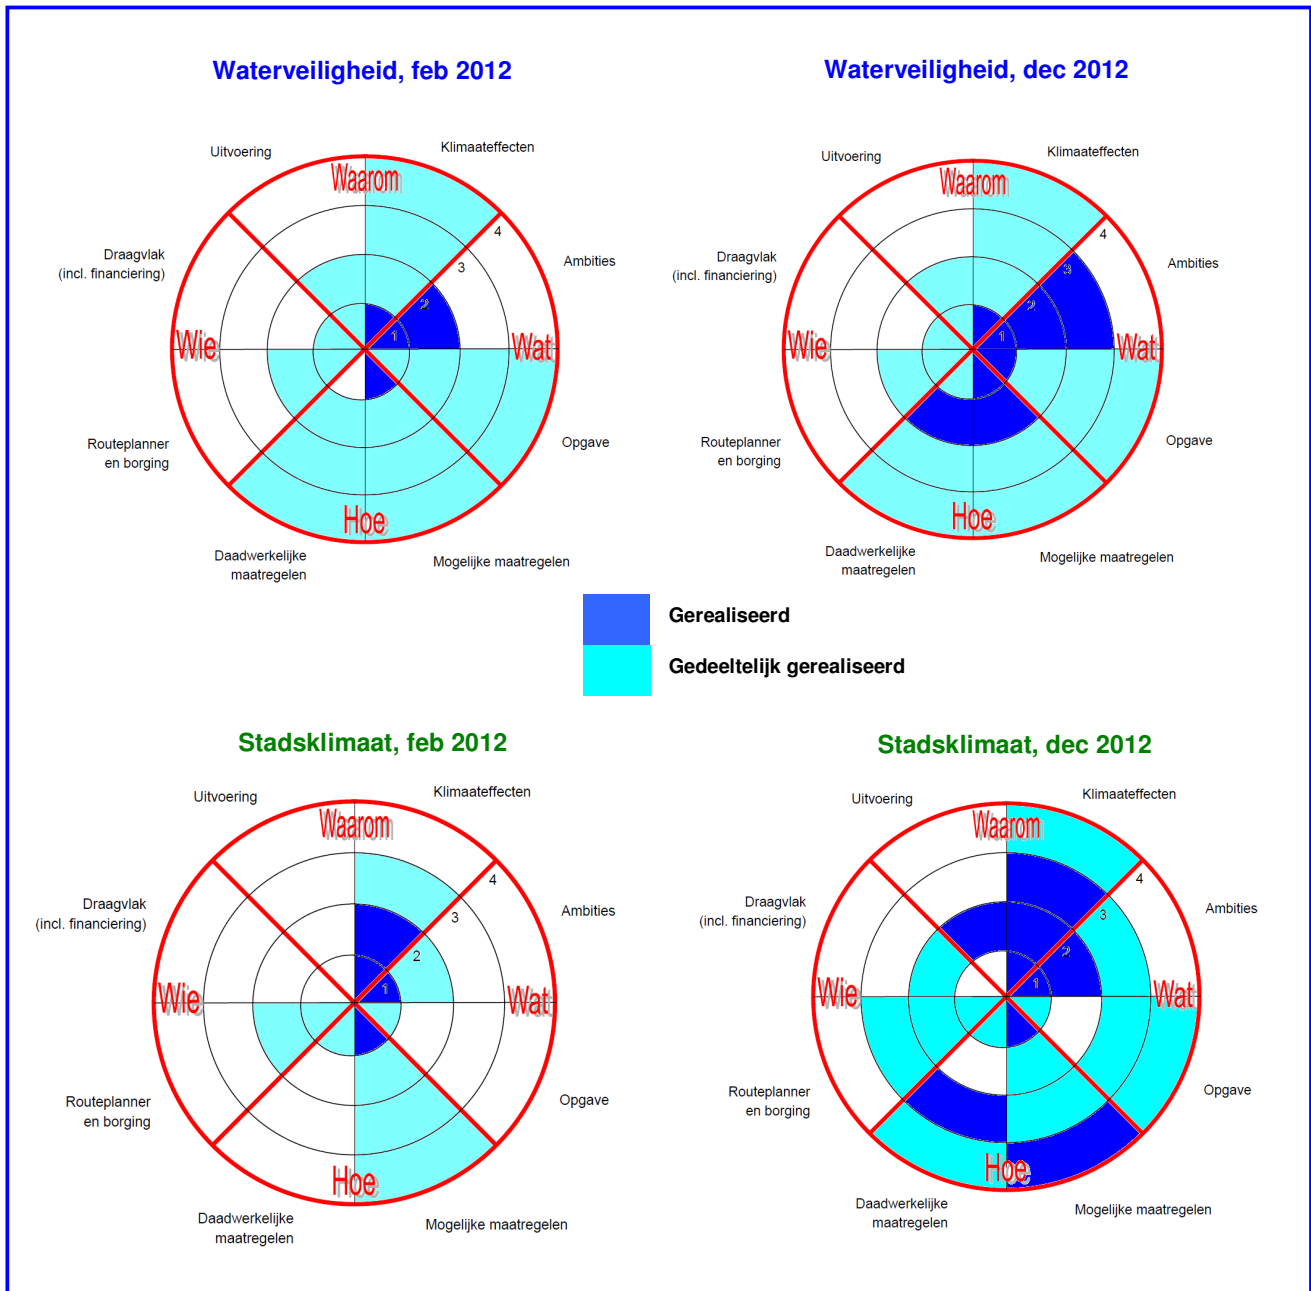 Waterveiligheid, feb 2012
Uitvoering
Klimaateffecten
Waarom
4
Draagvlak
(incl. financiering)
3
Ambities
2
1
Wie
Wat
Routeplanner
en borging
Opgave
Hoe
Daadwerkelijke
maatregelen
Mogelijke maatregelen
Waterveiligheid, dec 2012
Uitvoering
Klimaateffecten
Waarom
4
Draagvlak
(incl. financiering)
3
Ambities
2
1
Wie
Wat
Routeplanner
en borging
Opgave
Hoe
Daadwerkelijke
maatregelen
Mogelijke maatregelen
Gerealiseerd
Gedeeltelijk gerealiseerd
Stadsklimaat, feb 2012
Uitvoering
Klimaateffecten
Waarom
4
Draagvlak
(incl. financiering)
3
Ambities
2
1
Wie
Wat
Routeplanner
en borging
Opgave
Hoe
Daadwerkelijke
maatregelen
Mogelijke maatregelen
Stadsklimaat, dec 2012
Uitvoering
Klimaateffecten
Waarom
4
Draagvlak
(incl. financiering)
3
Ambities
2
1
Wie
Wat
Routeplanner
en borging
Opgave
Hoe
Daadwerkelijke
maatregelen
Mogelijke maatregelen